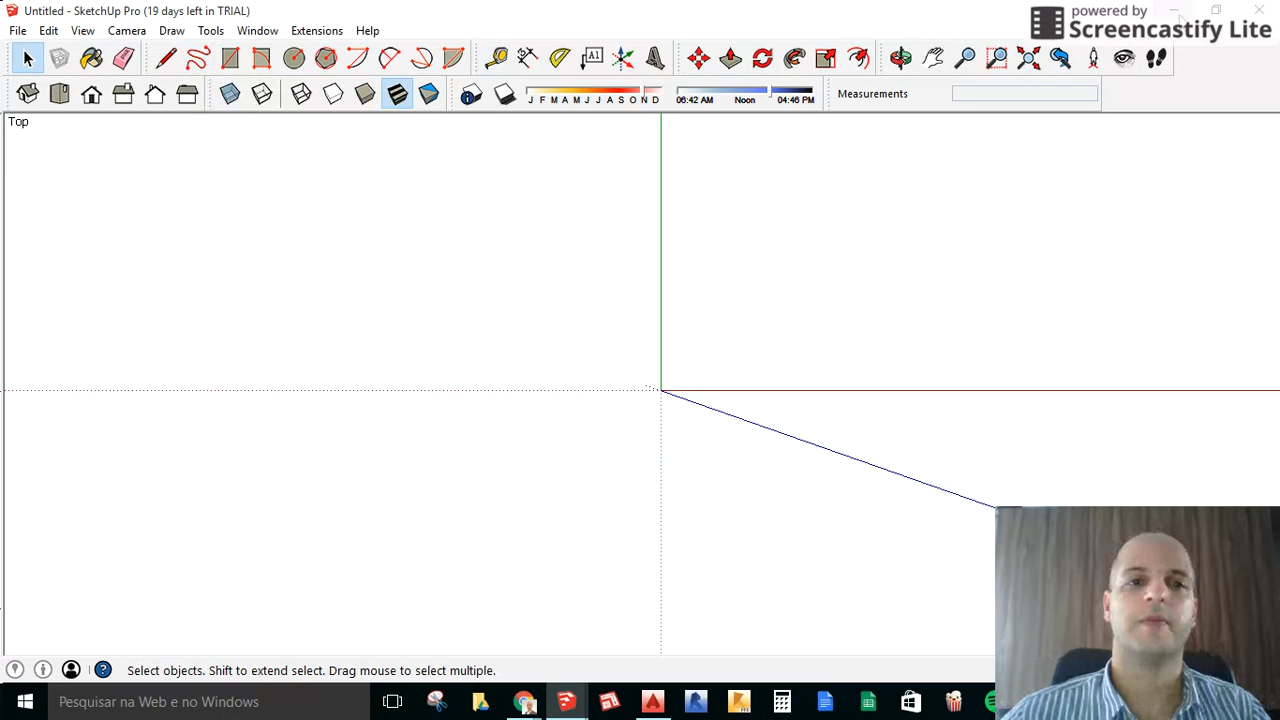 Untitled - SketchUp Pro (19 days left in TRIAL)
powered by
Screencastify Lite
File Edit View Camera Draw Tools Window Extensions Help
A1
J F M A M J J A S O N D
06:42 AM Noon 04:46 PM
Measurements
Top
Select objects. Shift to extend select. Drag mouse to select multiple.
Pesquisar na Web e no Windows